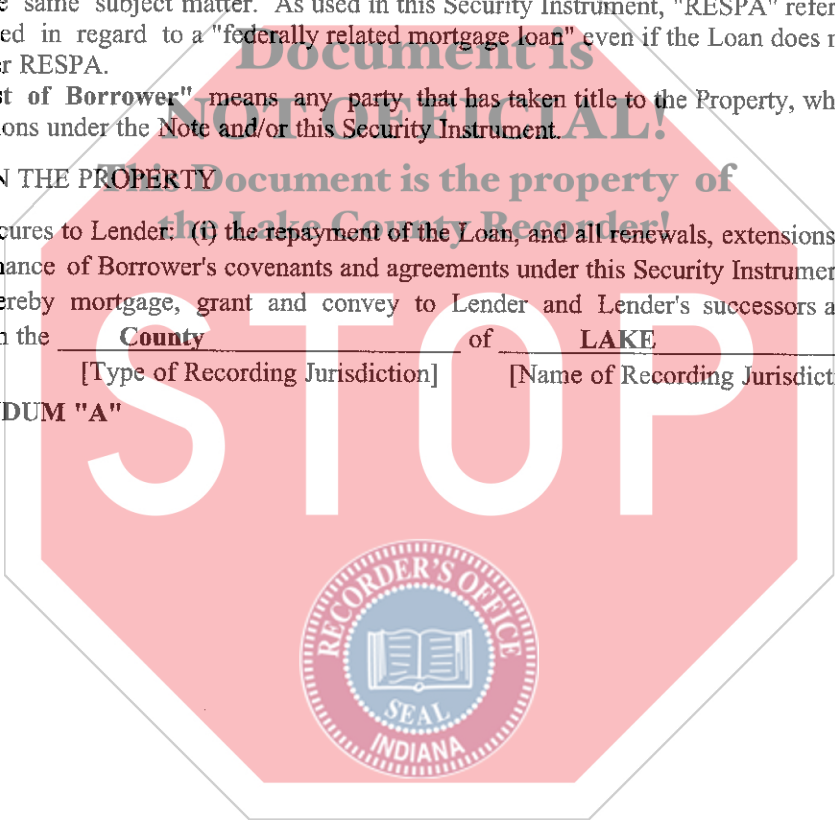 same subject matter. As used in this Security Instrument, "RESPA" refer
ed in regard to a "federally related mortgage loan" even if the Loan does
r RESPA.
st of Borrower" means any party that has taken title to the Property, wh
ons under the Note and/or this Security Instrument.
N THE PROPERTY
cures to Lender: (i) the repayment of the Loan, and all renewals, extensions
nance of Borrower's covenants and agreements under this Security Instrumen
ereby mortgage, grant and convey to Lender and Lender's successors a
n the County of LAKE
[Type of Recording Jurisdiction] [Name of Recording Jurisdict
DUM "A"
Document is
NOT OFFICIAL!
This Document is the property of
the Lake County Recorder!
STOP
RECORDER'S OFFICE
SEAL
INDIANA